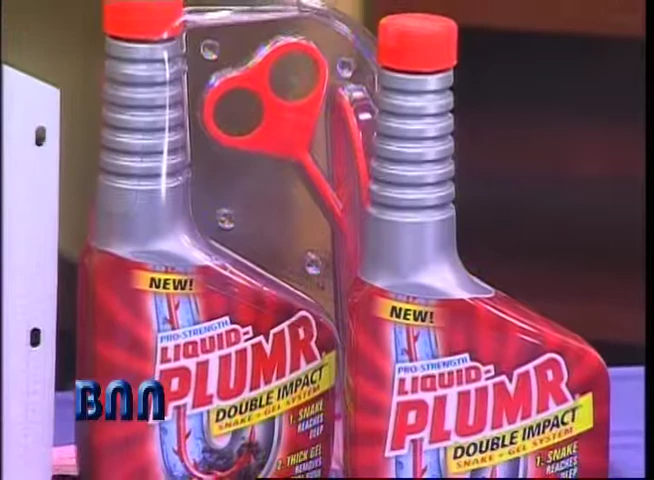 NEW!
PRO-STRENGTH
LIQUID-
PLUMR
DOUBLE IMPACT
SNAKE + GEL SYSTEM
1. SNAKE
REACHES
DEEP
2. THICK GEL
REMOVES
NEW!
PRO-STRENGTH
LIQUID-
PLUMR
DOUBLE IMPACT
SNAKE + GEL SYSTEM
1. SNAKE
REACHES
DEEP
BNN